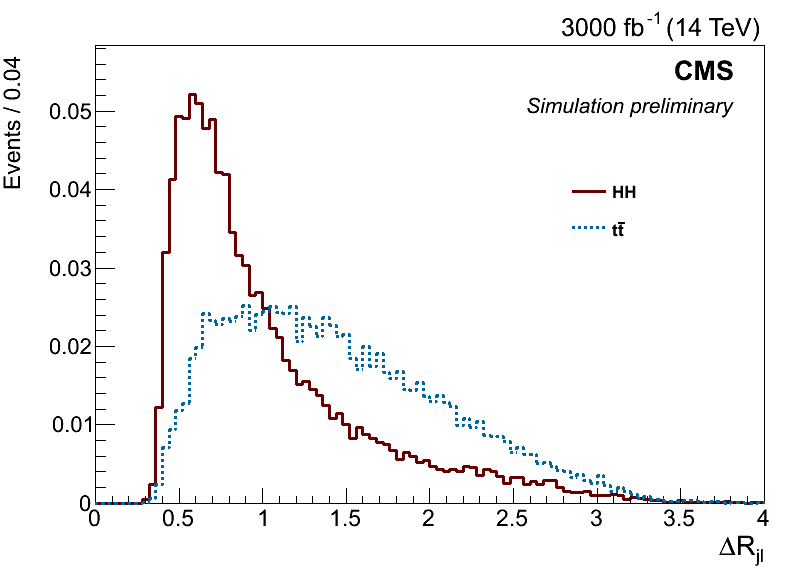 3000 fb⁻¹ (14 TeV)
CMS
Simulation preliminary
Events / 0.04
0.05
0.04
0.03
0.02
0.01
0
HH
tt̄
0 0.5 1 1.5 2 2.5 3 3.5 4
ΔR_jl